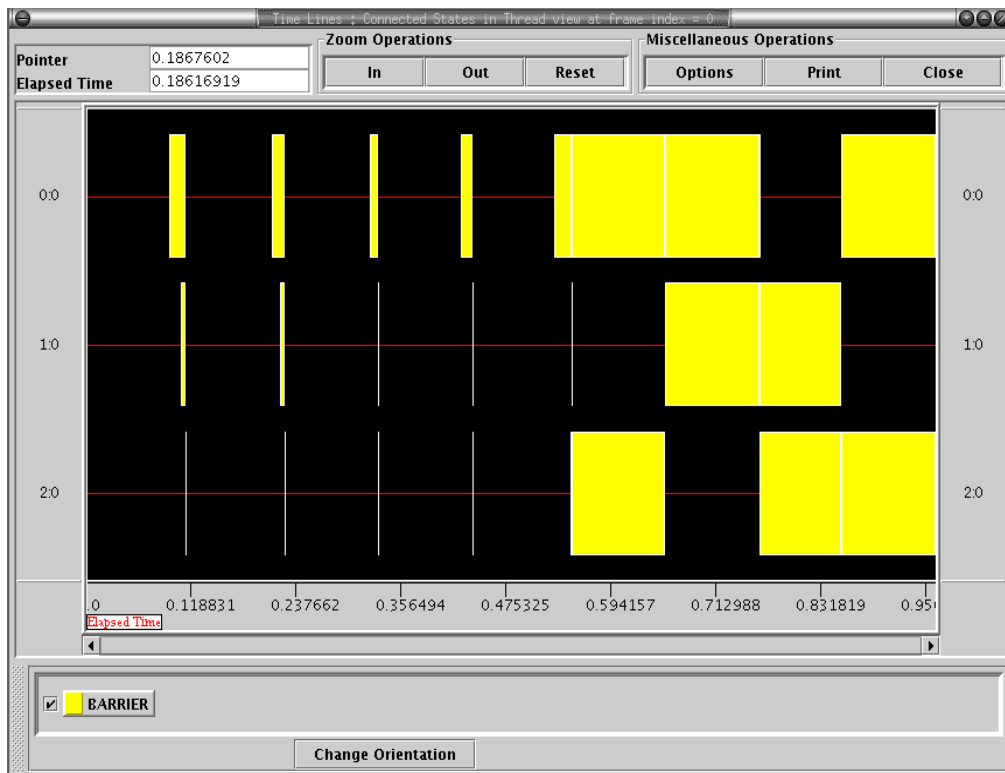 Time Lines : Connected States in Thread view at frame index = 0
Zoom Operations
Miscellaneous Operations
Pointer 0.1867602
Elapsed Time 0.18616919
In Out Reset
Options Print Close
0:0 0:0
1:0 1:0
2:0 2:0
.0 0.118831 0.237662 0.356494 0.475325 0.594157 0.712988 0.831819 0.950
Elapsed Time
BARRIER
Change Orientation